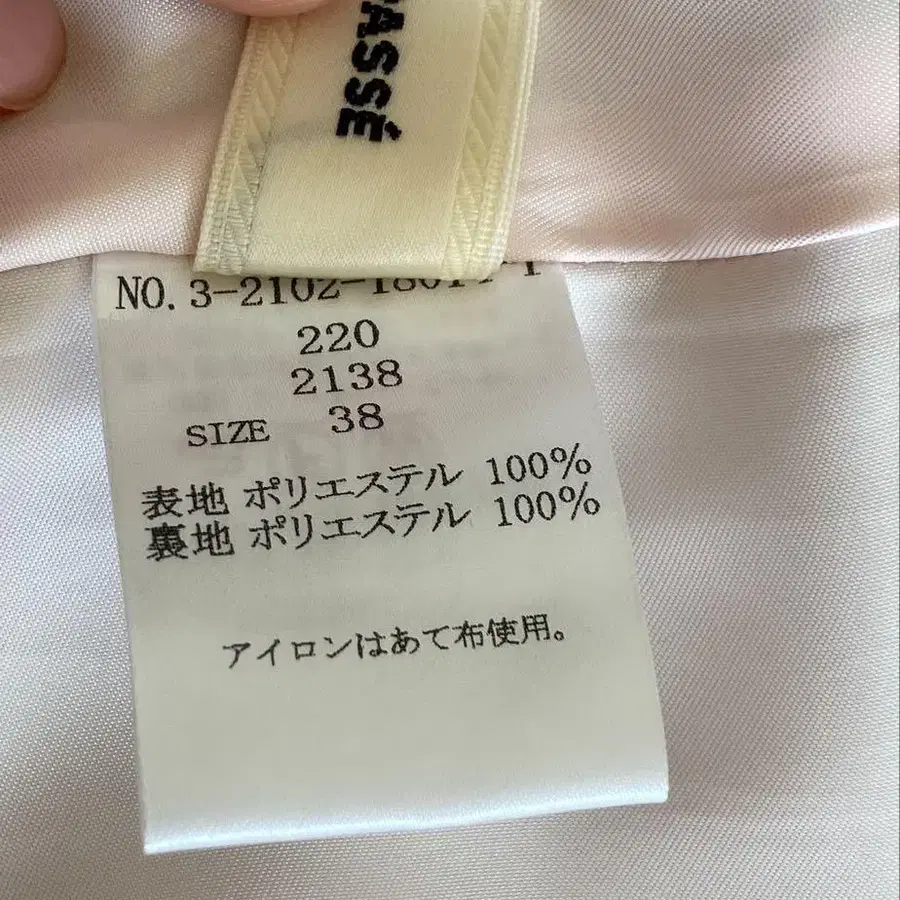 ASSÉ
220
2138
SIZE 38
表地 ポリエステル 100%
裏地 ポリエステル 100%
アイロンはあて布使用。